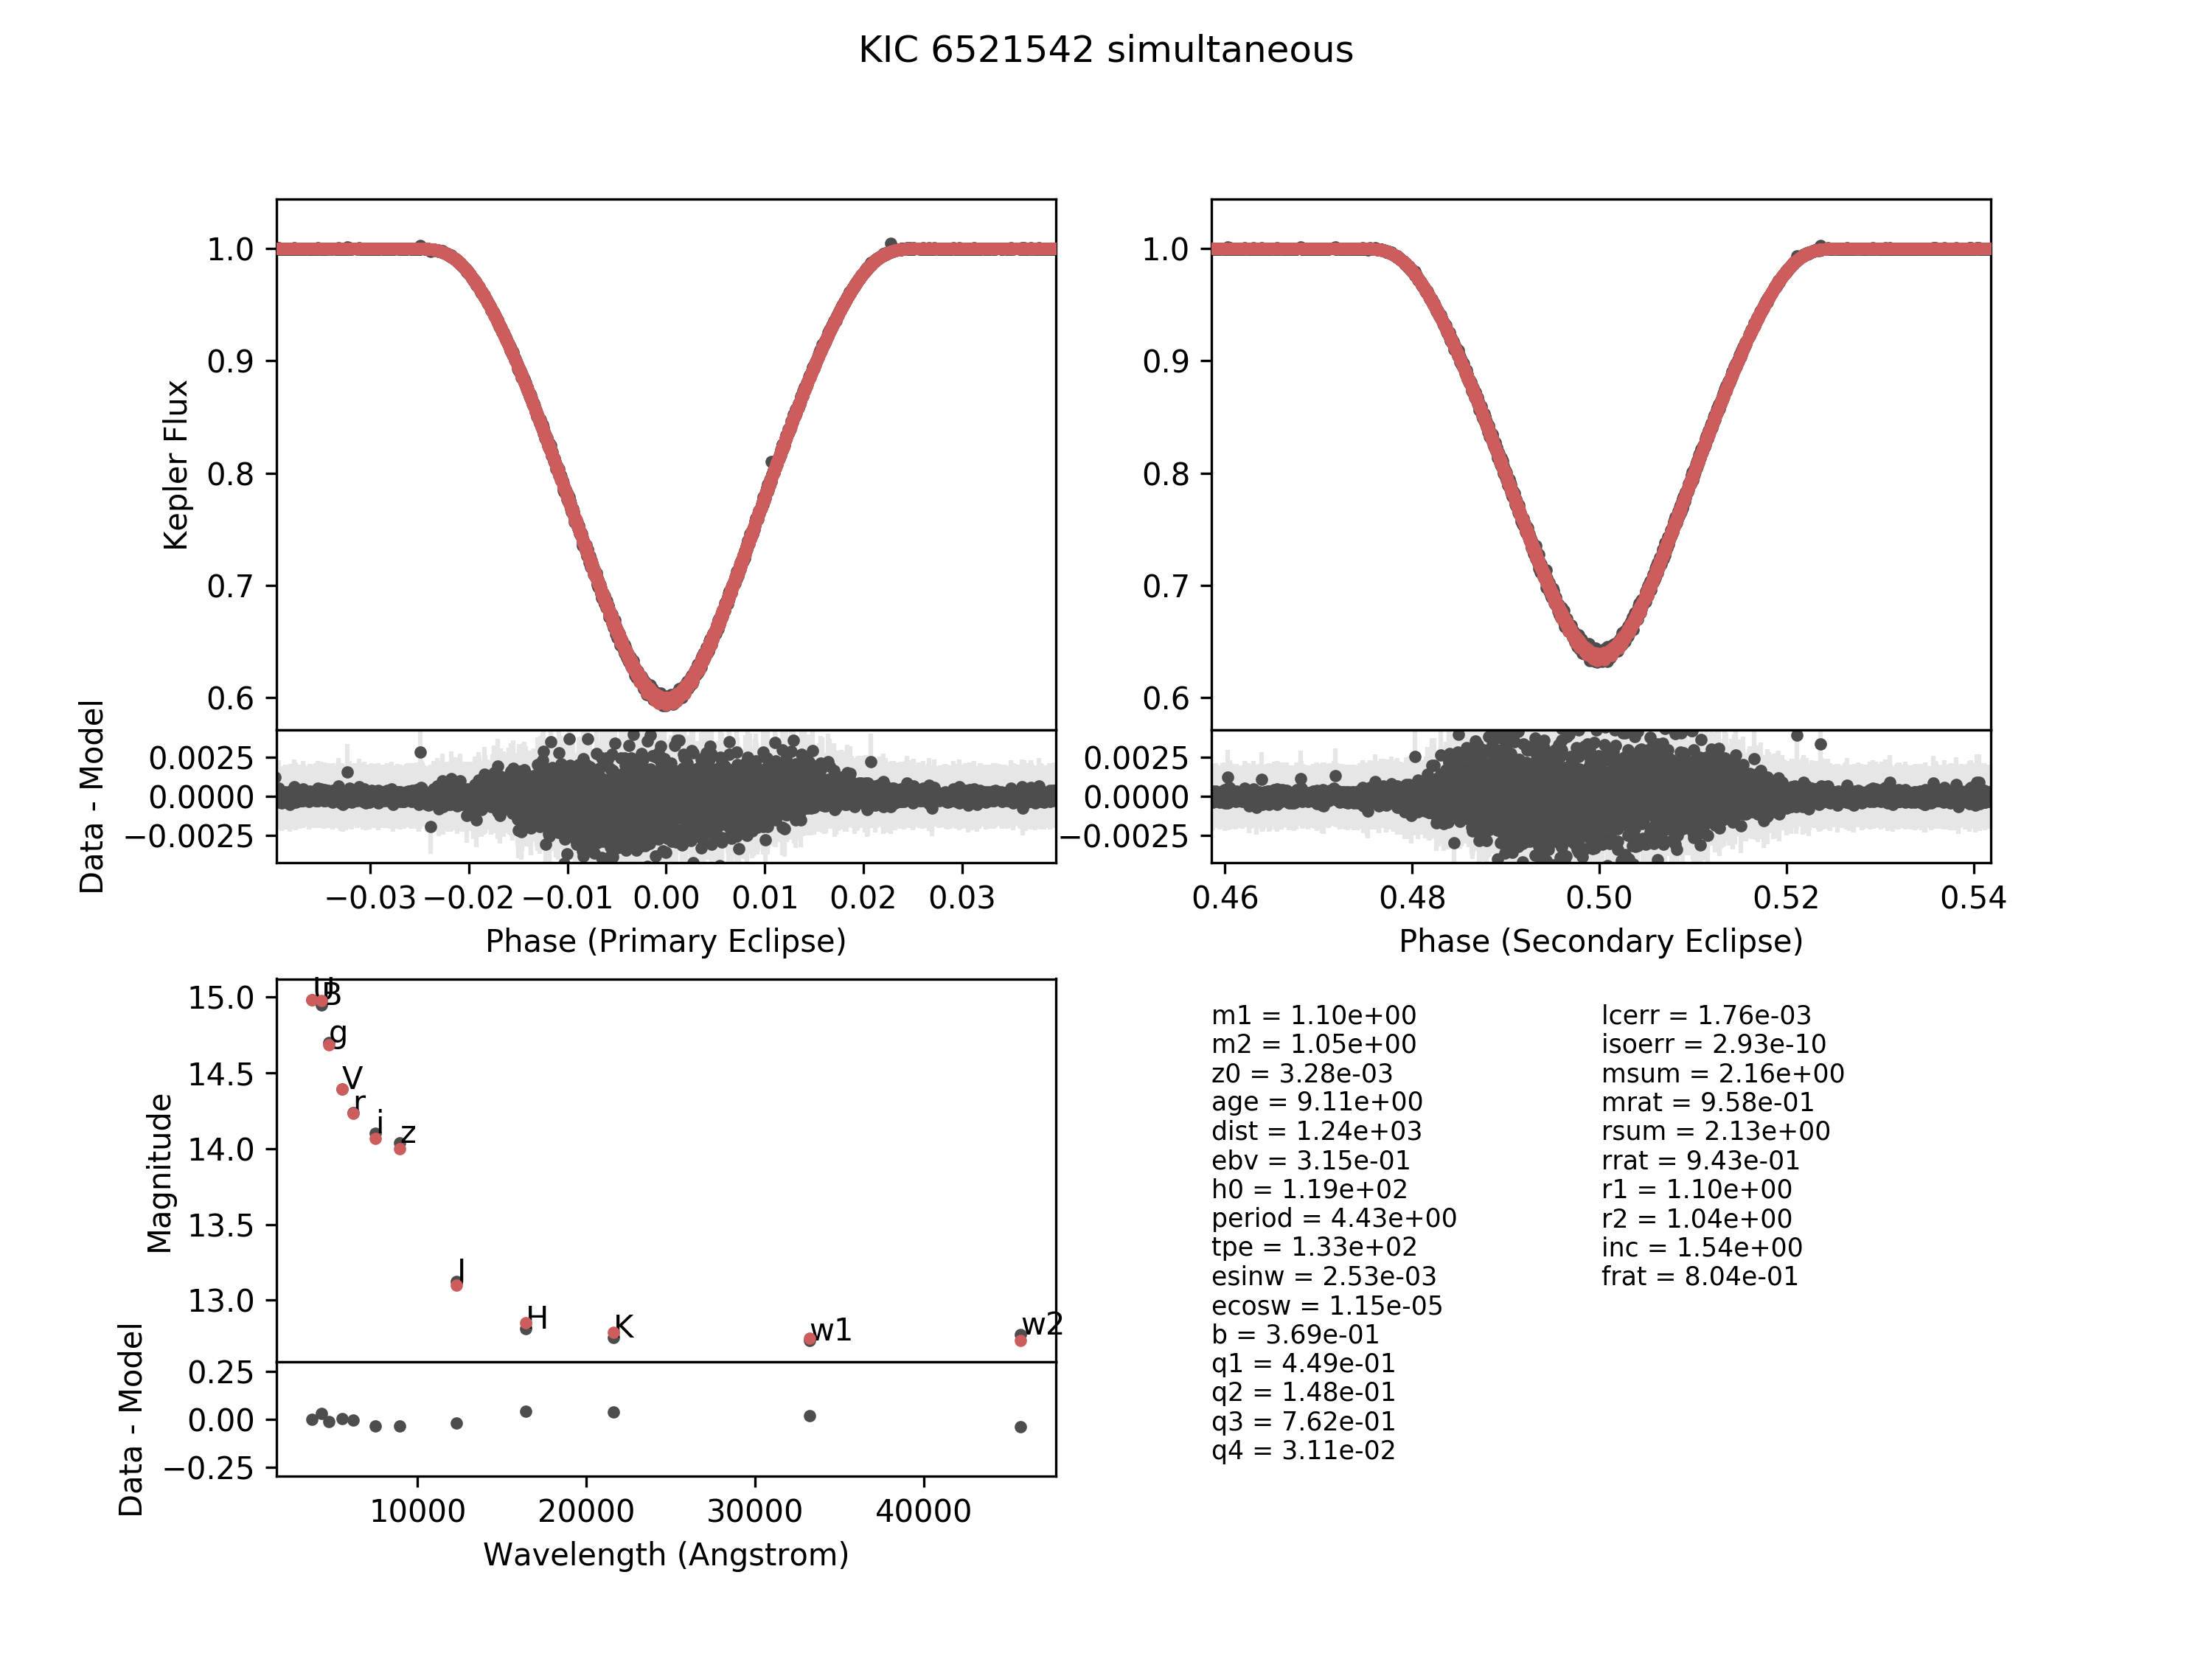 KIC 6521542 simultaneous
1.0
0.9
0.8
0.7
0.6
Kepler Flux
0.0025
0.0000
−0.0025
Data - Model
−0.03 −0.02 −0.01 0.00 0.01 0.02 0.03
Phase (Primary Eclipse)
1.0
0.9
0.8
0.7
0.6
0.0025
0.0000
−0.0025
0.46 0.48 0.50 0.52 0.54
Phase (Secondary Eclipse)
15.0
14.5
14.0
13.5
13.0
Magnitude
U
B
g
V
r
i
z
J
H
K
w1
w2
0.25
0.00
−0.25
Data - Model
10000 20000 30000 40000
Wavelength (Angstrom)
m1 = 1.10e+00
m2 = 1.05e+00
z0 = 3.28e-03
age = 9.11e+00
dist = 1.24e+03
ebv = 3.15e-01
h0 = 1.19e+02
period = 4.43e+00
tpe = 1.33e+02
esinw = 2.53e-03
ecosw = 1.15e-05
b = 3.69e-01
q1 = 4.49e-01
q2 = 1.48e-01
q3 = 7.62e-01
q4 = 3.11e-02
lcerr = 1.76e-03
isoerr = 2.93e-10
msum = 2.16e+00
mrat = 9.58e-01
rsum = 2.13e+00
rrat = 9.43e-01
r1 = 1.10e+00
r2 = 1.04e+00
inc = 1.54e+00
frat = 8.04e-01